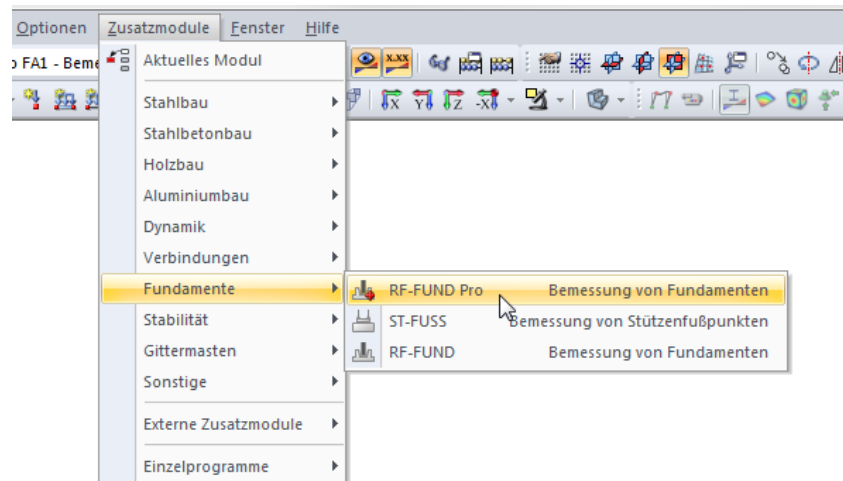 Optionen Zusatzmodule Fenster Hilfe
FA1 - Beme
Aktuelles Modul
x.xx
X Y Z -X
Stahlbau
Stahlbetonbau
Holzbau
Aluminiumbau
Dynamik
Verbindungen
Fundamente
RF-FUND Pro Bemessung von Fundamenten
Stabilität
ST-FUSS Bemessung von Stützenfußpunkten
Gittermasten
RF-FUND Bemessung von Fundamenten
Sonstige
Externe Zusatzmodule
Einzelprogramme